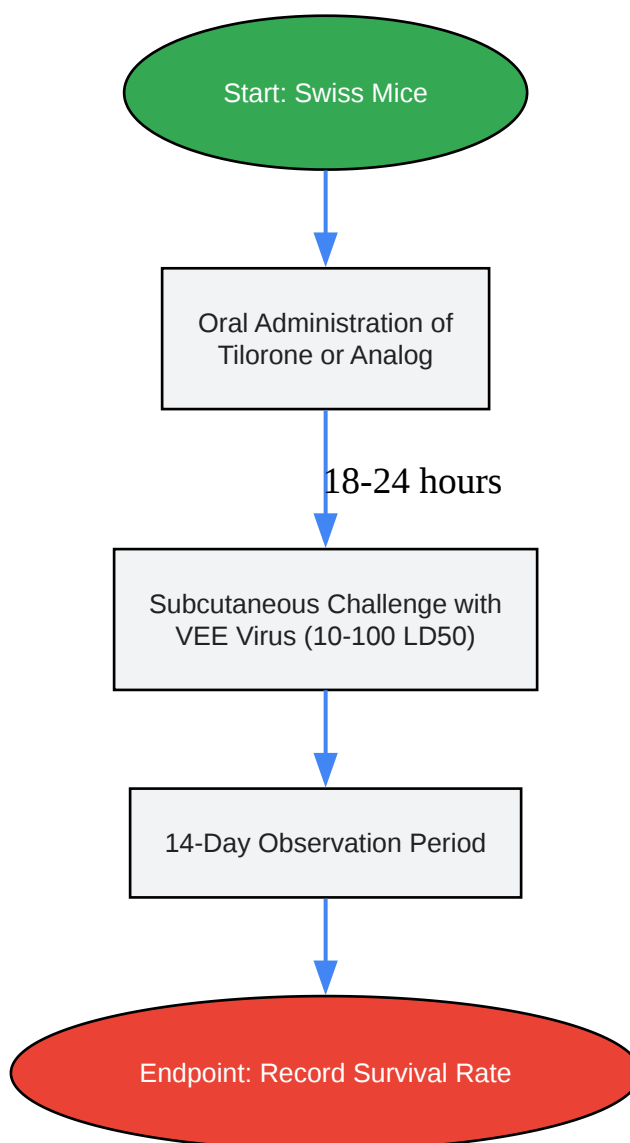 Start: Swiss Mice
Oral Administration of
Tilorone or Analog
18-24 hours
Subcutaneous Challenge with
VEE Virus (10-100 LD50)
14-Day Observation Period
Endpoint: Record Survival Rate